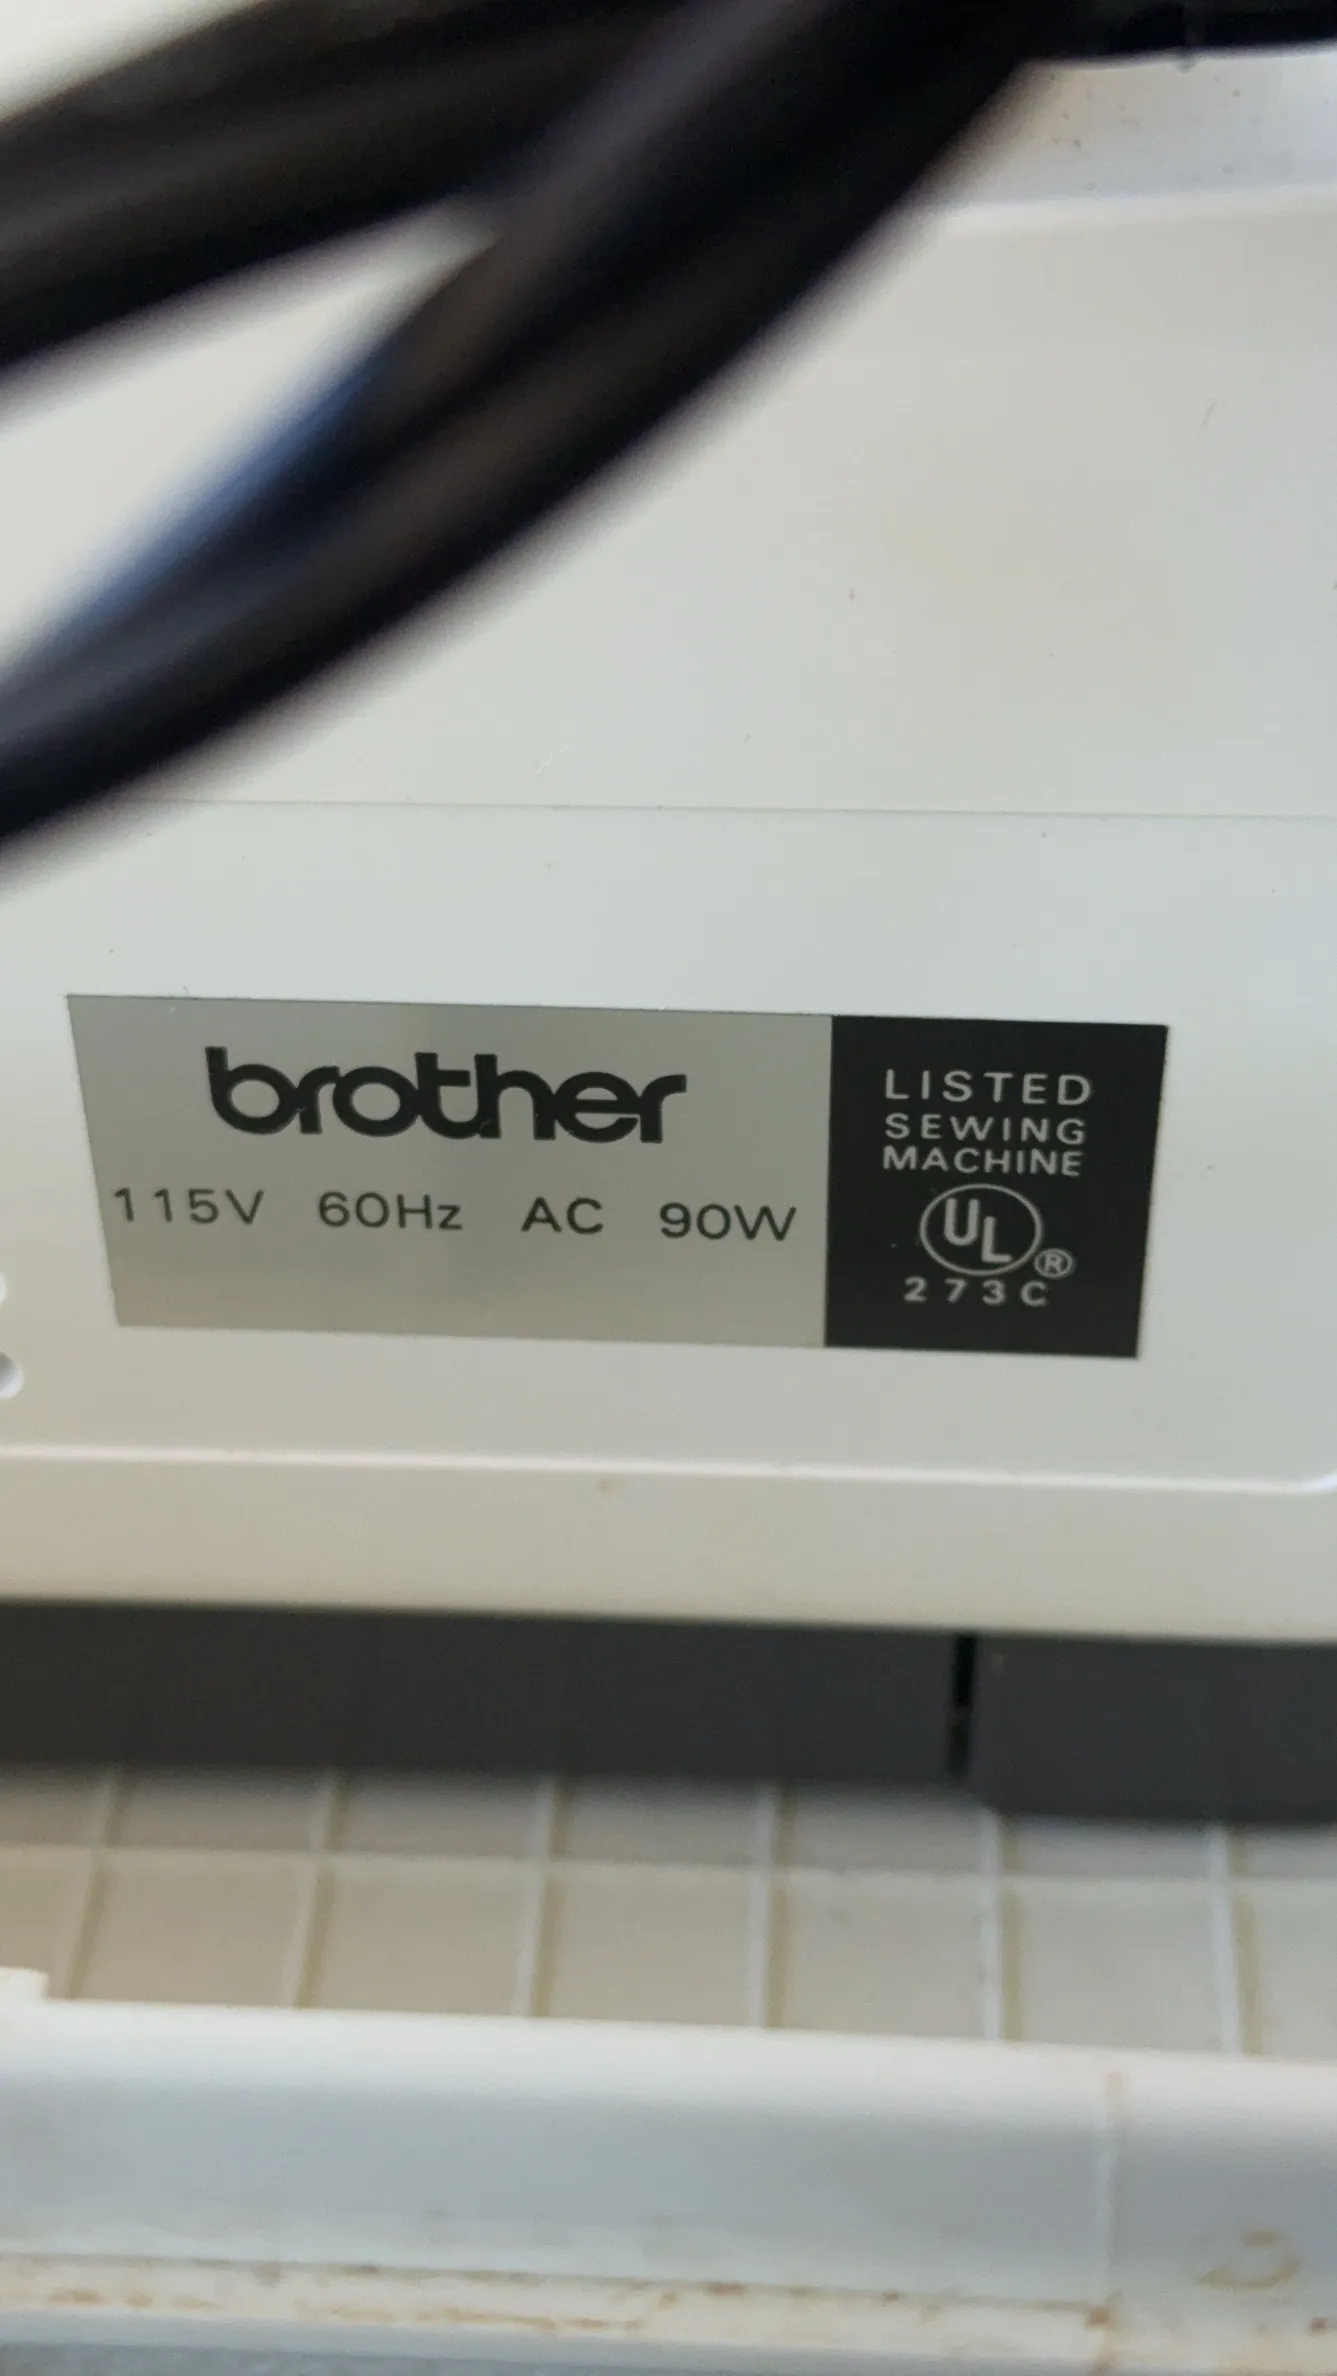 brother
115V 60Hz AC 90W
LISTED
SEWING
MACHINE
UL ®
273C